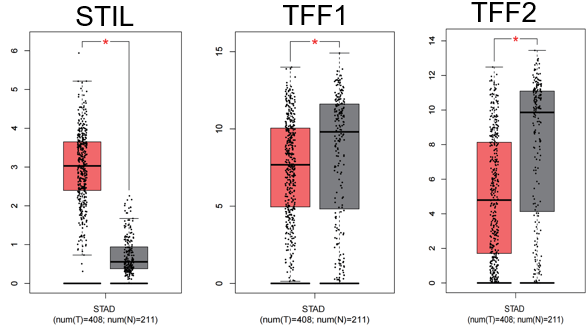 STIL
TFF1
TFF2
*
*
*
6
5
4
3
2
1
0
15
10
5
0
14
12
10
8
6
4
2
0
STAD
(num(T)=408; num(N)=211)
STAD
(num(T)=408; num(N)=211)
STAD
(num(T)=408; num(N)=211)